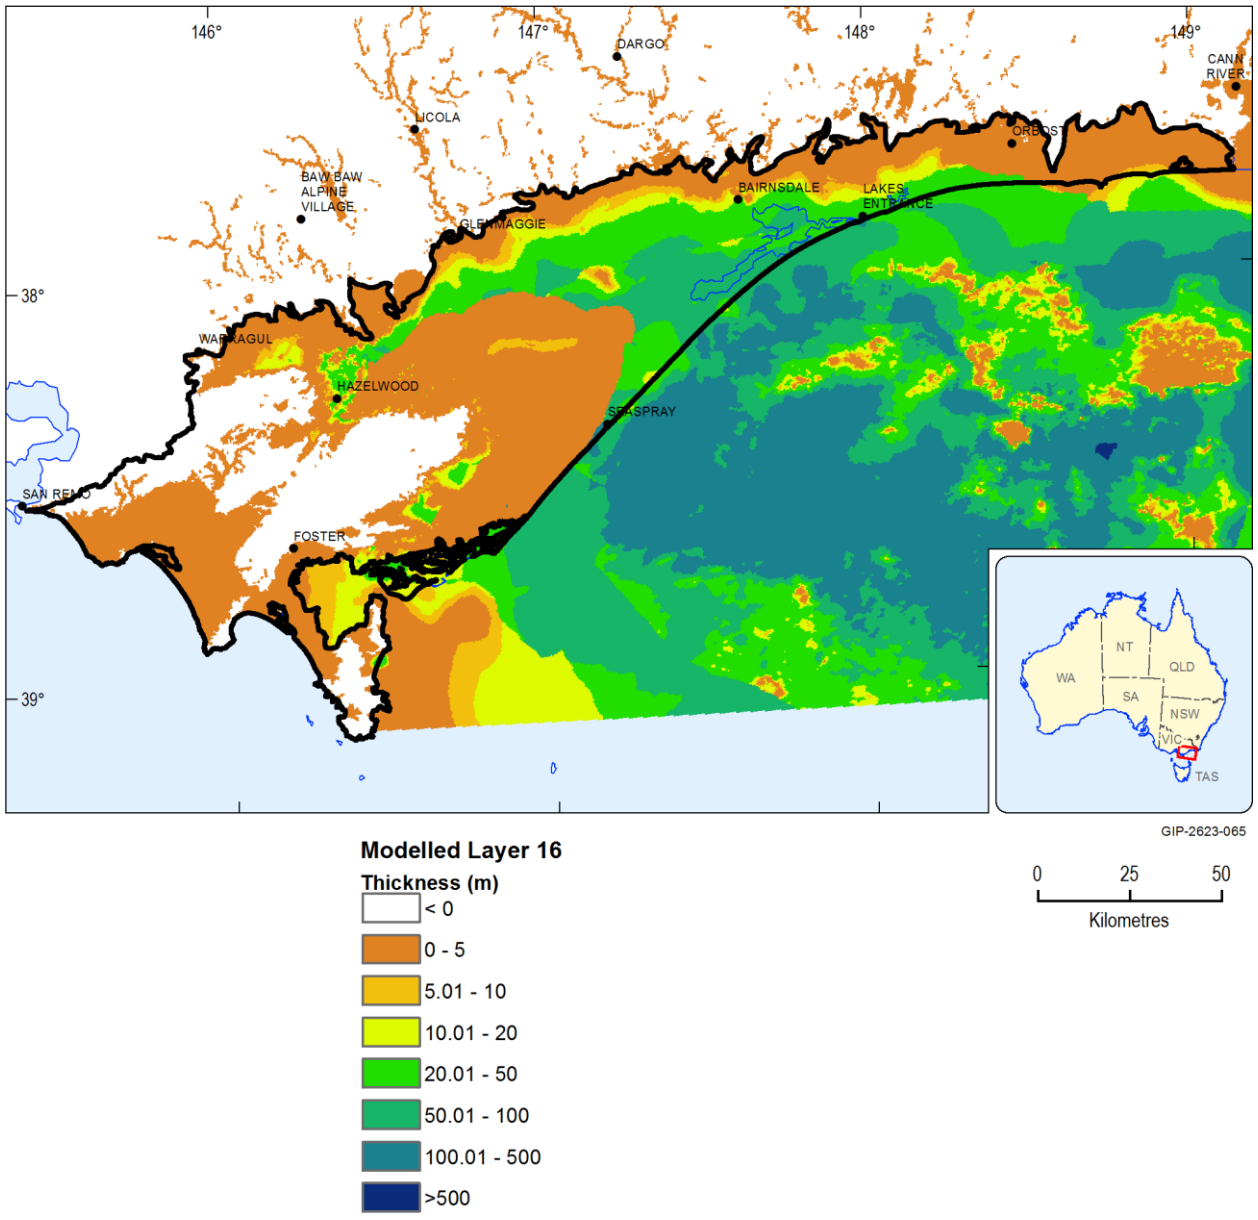 146°
147°
148°
149°
DARGO
CANN
RIVER
LICOLA
ORBOST
BAW BAW
ALPINE
VILLAGE
BAIRNSDALE
LAKES
ENTRANCE
GLENMAGGIE
38°
WARRAGUL
HAZELWOOD
SEASPRAY
SAN REMO
FOSTER
39°
NT
QLD
WA
SA
NSW
VIC
TAS
GIP-2623-065
Modelled Layer 16
Thickness (m)
< 0
0 - 5
5.01 - 10
10.01 - 20
20.01 - 50
50.01 - 100
100.01 - 500
>500
0 25 50
Kilometres